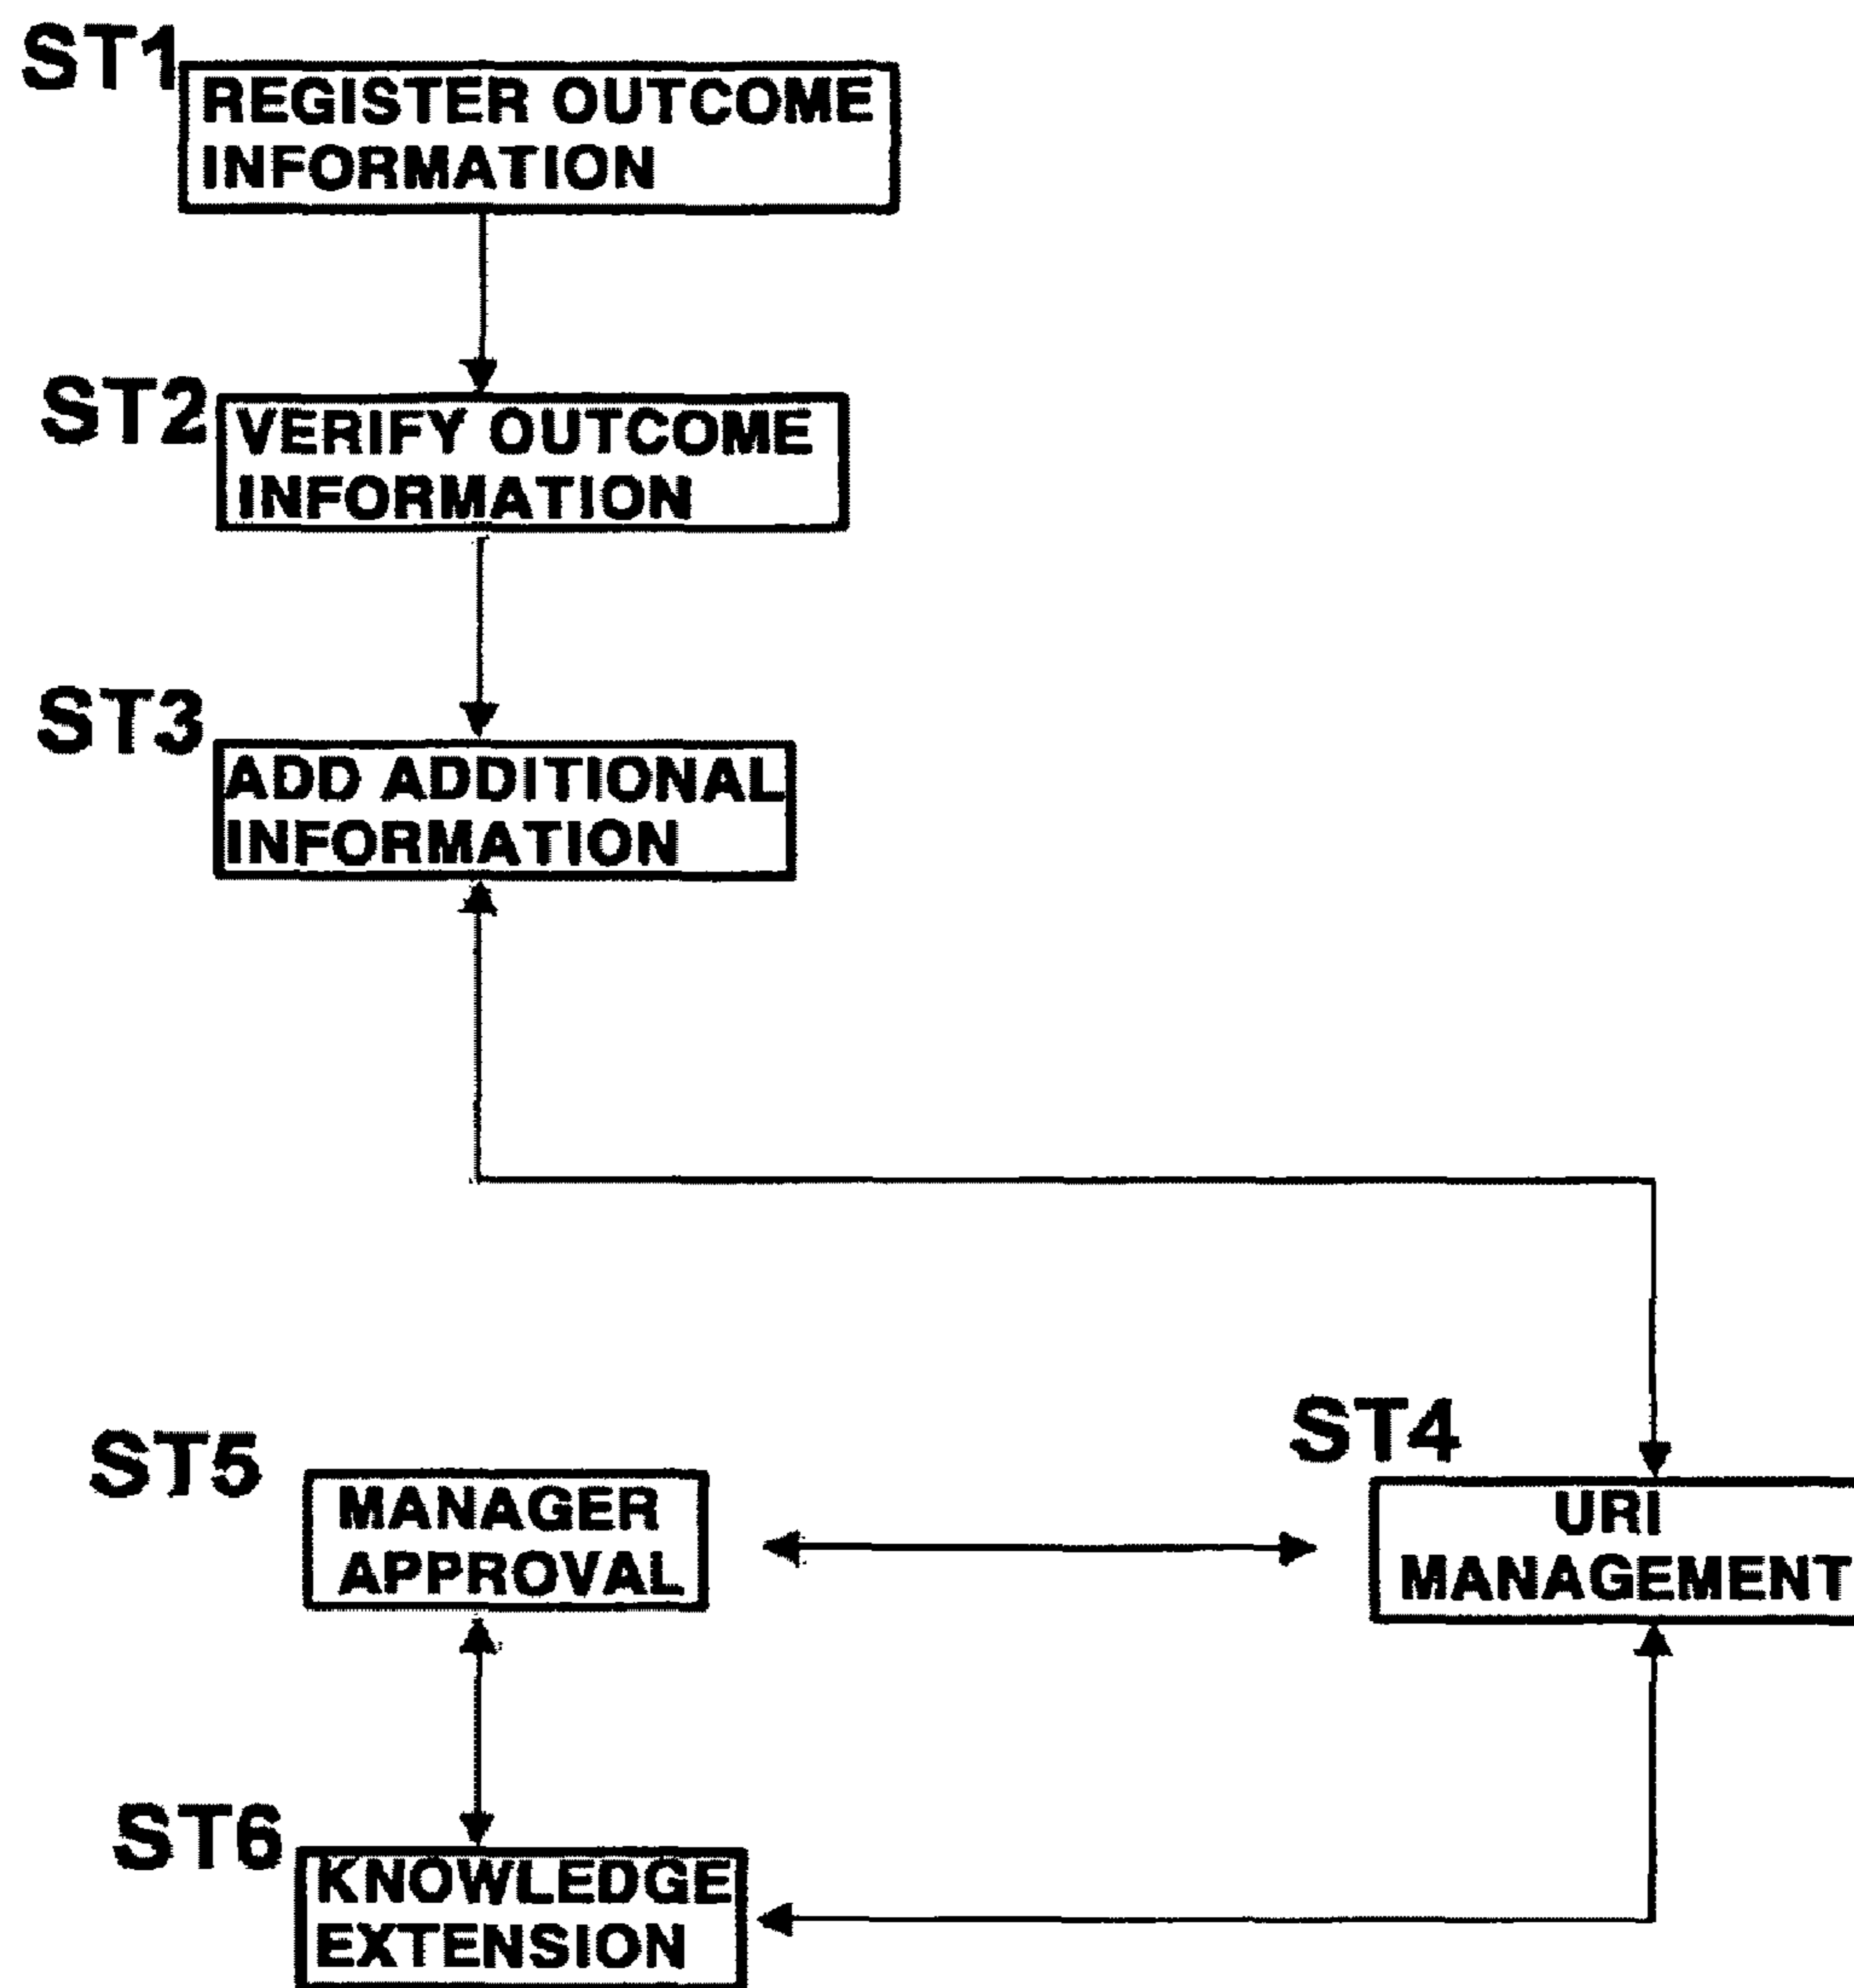 ST1
REGISTER OUTCOME
INFORMATION
ST2
VERIFY OUTCOME
INFORMATION
ST3
ADD ADDITIONAL
INFORMATION
ST4
URI
MANAGEMENT
ST5
MANAGER
APPROVAL
ST6
KNOWLEDGE
EXTENSION